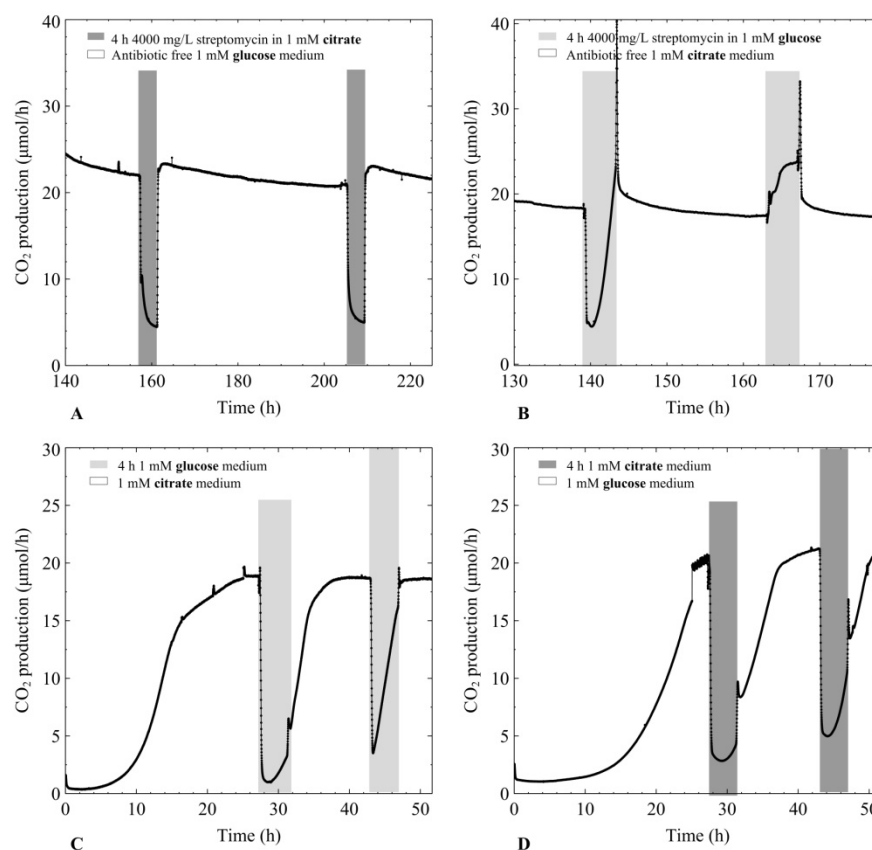 4 h 4000 mg/L streptomycin in 1 mM citrate
Antibiotic free 1 mM glucose medium
CO₂ production (µmol/h)
40
30
20
10
0
140
160
180
200
220
Time (h)
A
4 h 4000 mg/L streptomycin in 1 mM glucose
Antibiotic free 1 mM citrate medium
CO₂ production (µmol/h)
40
30
20
10
0
130
140
150
160
170
Time (h)
B
4 h 1 mM glucose medium
1 mM citrate medium
CO₂ production (µmol/h)
30
25
20
15
10
5
0
0
10
20
30
40
50
Time (h)
C
4 h 1 mM citrate medium
1 mM glucose medium
CO₂ production (µmol/h)
30
25
20
15
10
5
0
0
10
20
30
40
50
Time (h)
D